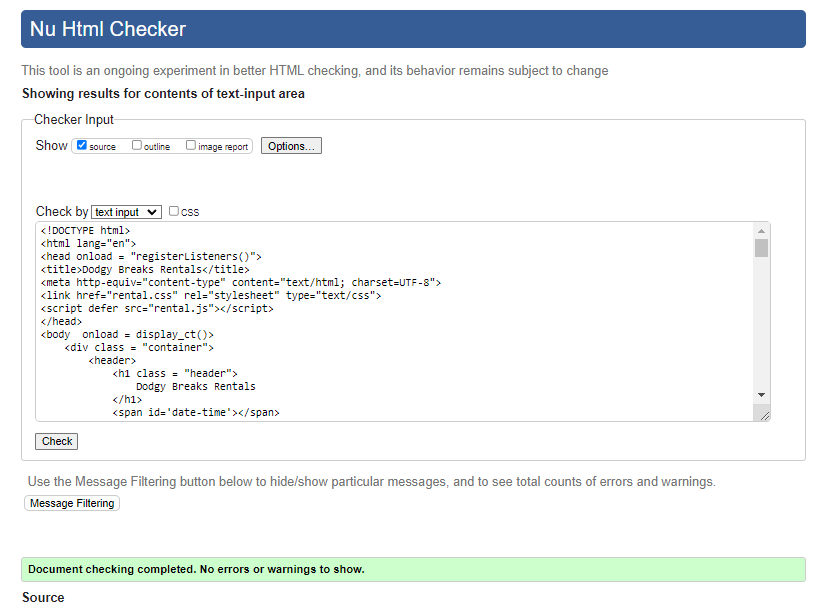 Nu Html Checker
This tool is an ongoing experiment in better HTML checking, and its behavior remains subject to change
Showing results for contents of text-input area
Checker Input
Show source outline image report Options...
Check by text input CSS
<!DOCTYPE html>
<html lang="en">
<head onload = "registerListeners()">
<title>Dodgy Breaks Rentals</title>
<meta http-equiv="content-type" content="text/html; charset=UTF-8">
<link href="rental.css" rel="stylesheet" type="text/css">
<script defer src="rental.js"></script>
</head>
<body  onload = display_ct()>
    <div class = "container">
        <header>
            <h1 class = "header">
                Dodgy Breaks Rentals
            </h1>
            <span id='date-time'></span>
Check
Use the Message Filtering button below to hide/show particular messages, and to see total counts of errors and warnings.
Message Filtering
Document checking completed. No errors or warnings to show.
Source